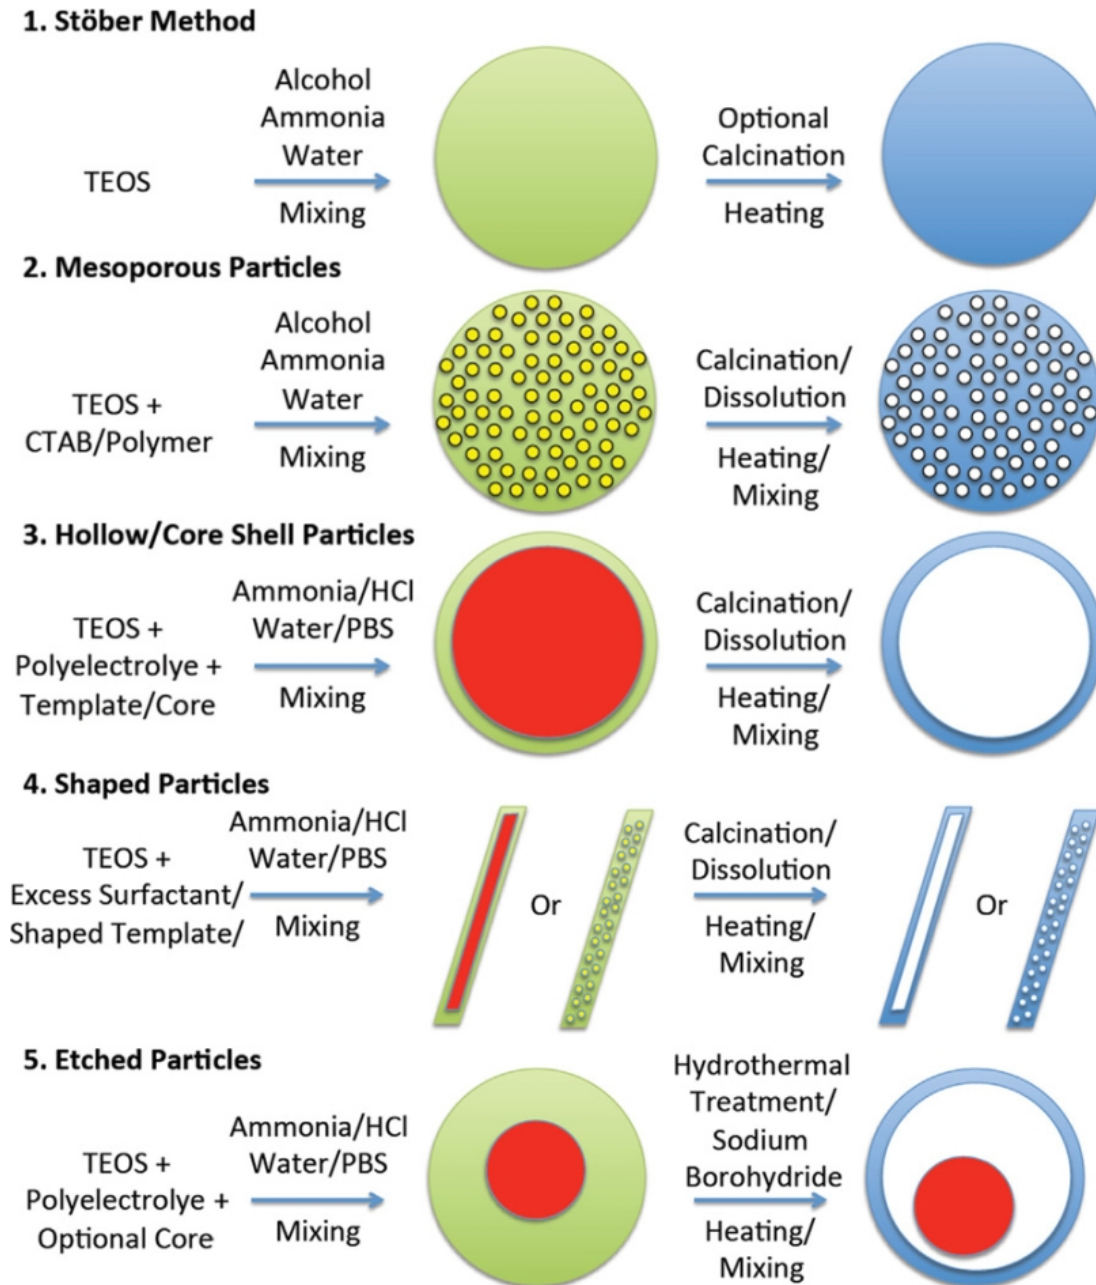 1. Stöber Method
TEOS
Alcohol
Ammonia
Water
Mixing
Optional
Calcination
Heating
2. Mesoporous Particles
TEOS +
CTAB/Polymer
Alcohol
Ammonia
Water
Mixing
Calcination/
Dissolution
Heating/
Mixing
3. Hollow/Core Shell Particles
TEOS +
Polyelectrolye +
Template/Core
Ammonia/HCl
Water/PBS
Mixing
Calcination/
Dissolution
Heating/
Mixing
4. Shaped Particles
TEOS +
Excess Surfactant/
Shaped Template/
Ammonia/HCl
Water/PBS
Mixing
Or
Calcination/
Dissolution
Heating/
Mixing
Or
5. Etched Particles
TEOS +
Polyelectrolye +
Optional Core
Ammonia/HCl
Water/PBS
Mixing
Hydrothermal
Treatment/
Sodium
Borohydride
Heating/
Mixing